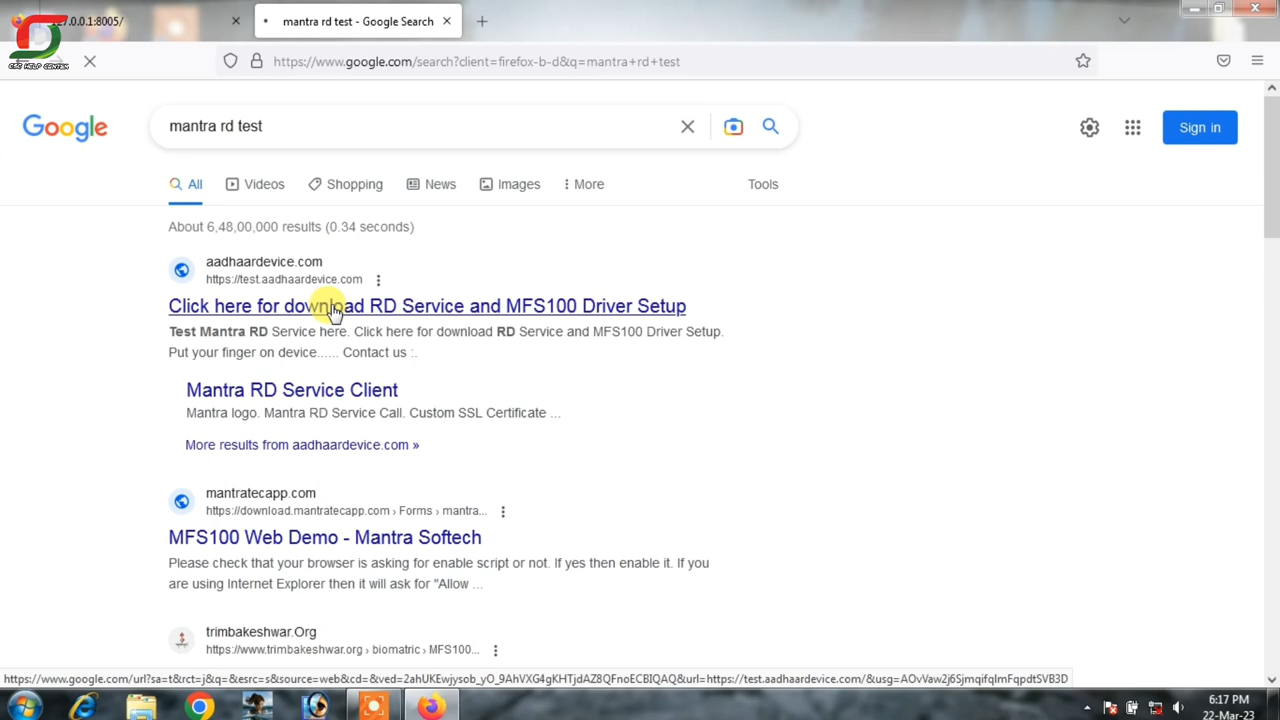 127.0.0.1:8005/
mantra rd test - Google Search
CSC HELP CENTER
https://www.google.com/search?client=firefox-b-d&q=mantra+rd+test
Google
mantra rd test
Sign in
All
Videos
Shopping
News
Images
More
Tools
About 6,48,00,000 results (0.34 seconds)
aadhaardevice.com
https://test.aadhaardevice.com
Click here for download RD Service and MFS100 Driver Setup
Test Mantra RD Service here. Click here for download RD Service and MFS100 Driver Setup.
Put your finger on device...... Contact us :.
Mantra RD Service Client
Mantra logo. Mantra RD Service Call. Custom SSL Certificate ...
More results from aadhaardevice.com »
mantratecapp.com
https://download.mantratecapp.com › Forms › mantra...
MFS100 Web Demo - Mantra Softech
Please check that your browser is asking for enable script or not. If yes then enable it. If you
are using Internet Explorer then it will ask for "Allow ...
trimbakeshwar.Org
https://www.trimbakeshwar.org › biomatric › MFS100...
https://www.google.com/url?sa=t&rct=j&q=&esrc=s&source=web&cd=&ved=2ahUKEwjysob_yO_9AhVXG4gKHTjdAZ8QFnoECBIQAQ&url=https://test.aadhaardevice.com/&usg=AOvVaw2j6SjmqifqImFqpdtSVB3D
6:17 PM
22-Mar-23